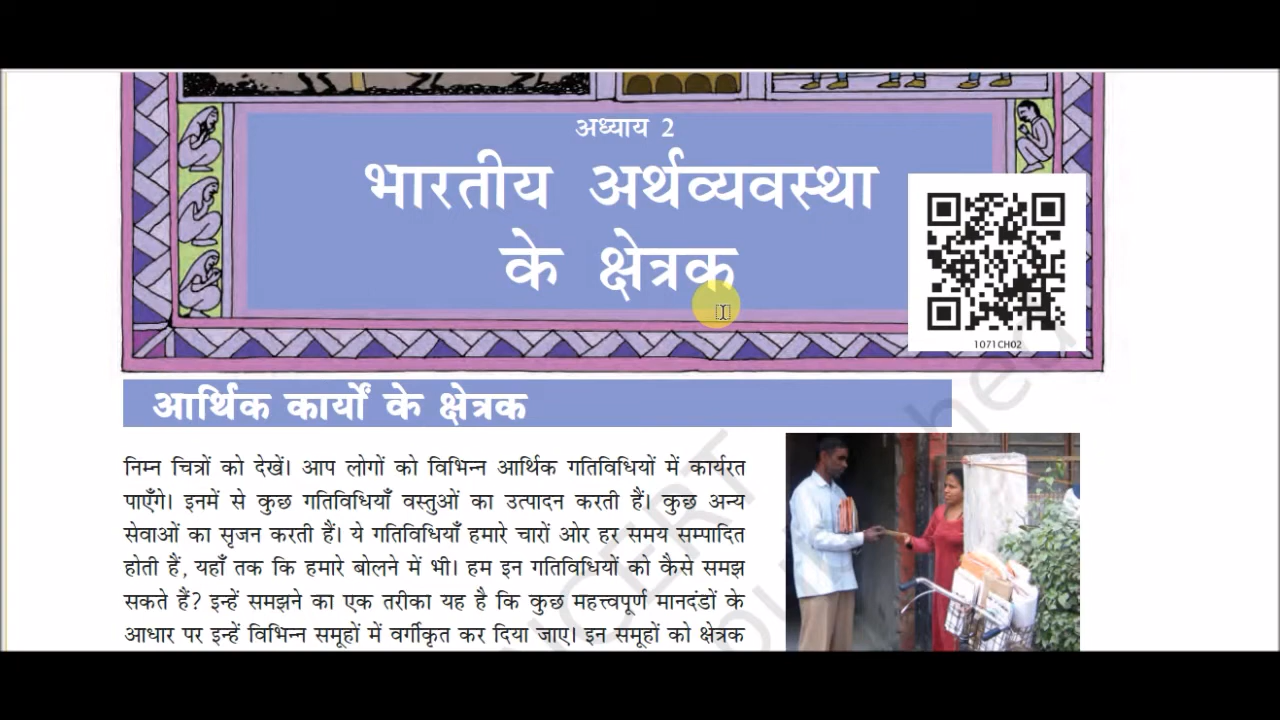 अध्याय 2
भारतीय अर्थव्यवस्था
के क्षेत्रक
1071CH02
आर्थिक कार्यों के क्षेत्रक
निम्न चित्रों को देखें। आप लोगों को विभिन्न आर्थिक गतिविधियों में कार्यरत
पाएँगे। इनमें से कुछ गतिविधियाँ वस्तुओं का उत्पादन करती हैं। कुछ अन्य
सेवाओं का सृजन करती हैं। ये गतिविधियाँ हमारे चारों ओर हर समय सम्पादित
होती हैं, यहाँ तक कि हमारे बोलने में भी। हम इन गतिविधियों को कैसे समझ
सकते हैं? इन्हें समझने का एक तरीका यह है कि कुछ महत्त्वपूर्ण मानदंडों के
आधार पर इन्हें विभिन्न समूहों में वर्गीकृत कर दिया जाए। इन समूहों को क्षेत्रक
NCERT